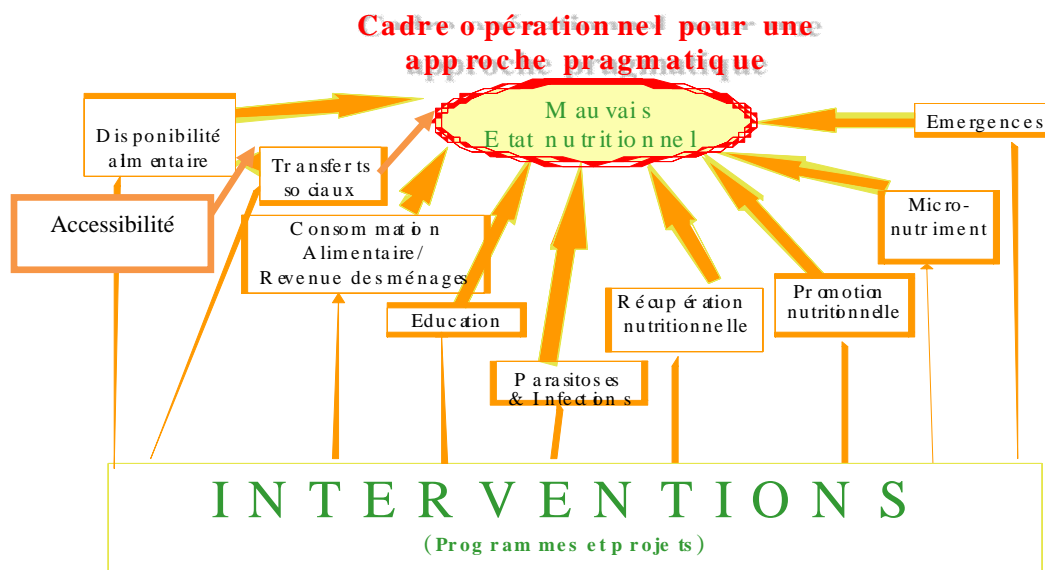 Cadre opérationnel pour une
approche pragmatique
Mauvais
Etat nutritionnel
Disponibilité
alimentaire
Emergences
Transferts
sociaux
Accessibilité
Micro-
nutriment
Consommation
Alimentaire/
Revenue des ménages
Education
Récupération
nutritionnelle
Promotion
nutritionnelle
Parasitoses
& Infections
INTERVENTIONS
(Programmes et projets)